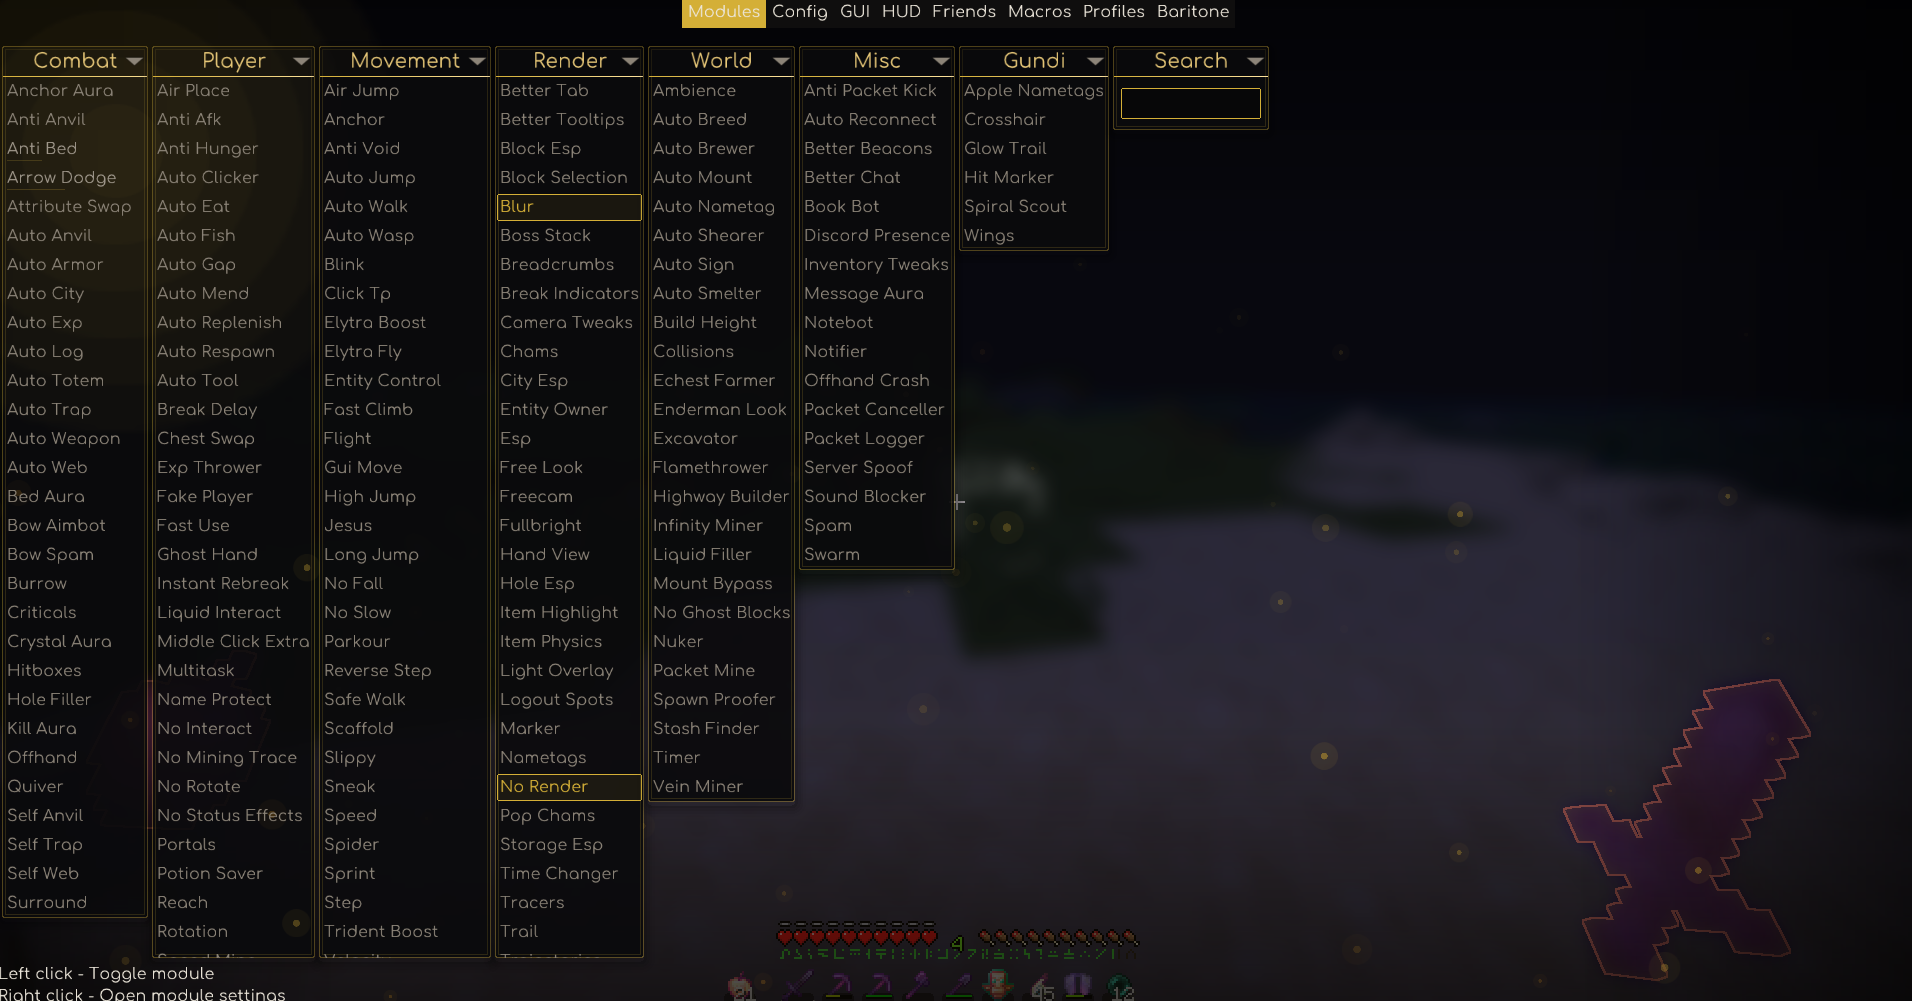 Modules Config GUI HUD Friends Macros Profiles Baritone
Combat
Anchor Aura
Anti Anvil
Anti Bed
Arrow Dodge
Attribute Swap
Auto Anvil
Auto Armor
Auto City
Auto Exp
Auto Log
Auto Totem
Auto Trap
Auto Weapon
Auto Web
Bed Aura
Bow Aimbot
Bow Spam
Burrow
Criticals
Crystal Aura
Hitboxes
Hole Filler
Kill Aura
Offhand
Quiver
Self Anvil
Self Trap
Self Web
Surround
Player
Air Place
Anti Afk
Anti Hunger
Auto Clicker
Auto Eat
Auto Fish
Auto Gap
Auto Mend
Auto Replenish
Auto Respawn
Auto Tool
Break Delay
Chest Swap
Exp Thrower
Fake Player
Fast Use
Ghost Hand
Instant Rebreak
Liquid Interact
Middle Click Extra
Multitask
Name Protect
No Interact
No Mining Trace
No Rotate
No Status Effects
Portals
Potion Saver
Reach
Rotation
Movement
Air Jump
Anchor
Anti Void
Auto Jump
Auto Walk
Auto Wasp
Blink
Click Tp
Elytra Boost
Elytra Fly
Entity Control
Fast Climb
Flight
Gui Move
High Jump
Jesus
Long Jump
No Fall
No Slow
Parkour
Reverse Step
Safe Walk
Scaffold
Slippy
Sneak
Speed
Spider
Sprint
Step
Trident Boost
Render
Better Tab
Better Tooltips
Block Esp
Block Selection
Blur
Boss Stack
Breadcrumbs
Break Indicators
Camera Tweaks
Chams
City Esp
Entity Owner
Esp
Free Look
Freecam
Fullbright
Hand View
Hole Esp
Item Highlight
Item Physics
Light Overlay
Logout Spots
Marker
Nametags
No Render
Pop Chams
Storage Esp
Time Changer
Tracers
Trail
World
Ambience
Auto Breed
Auto Brewer
Auto Mount
Auto Nametag
Auto Shearer
Auto Sign
Auto Smelter
Build Height
Collisions
Echest Farmer
Enderman Look
Excavator
Flamethrower
Highway Builder
Infinity Miner
Liquid Filler
Mount Bypass
No Ghost Blocks
Nuker
Packet Mine
Spawn Proofer
Stash Finder
Timer
Vein Miner
Misc
Anti Packet Kick
Auto Reconnect
Better Beacons
Better Chat
Book Bot
Discord Presence
Inventory Tweaks
Message Aura
Notebot
Notifier
Offhand Crash
Packet Canceller
Packet Logger
Server Spoof
Sound Blocker
Spam
Swarm
Gundi
Apple Nametags
Crosshair
Glow Trail
Hit Marker
Spiral Scout
Wings
Search
Left click - Toggle module
Right click - Open module settings
4
45
12